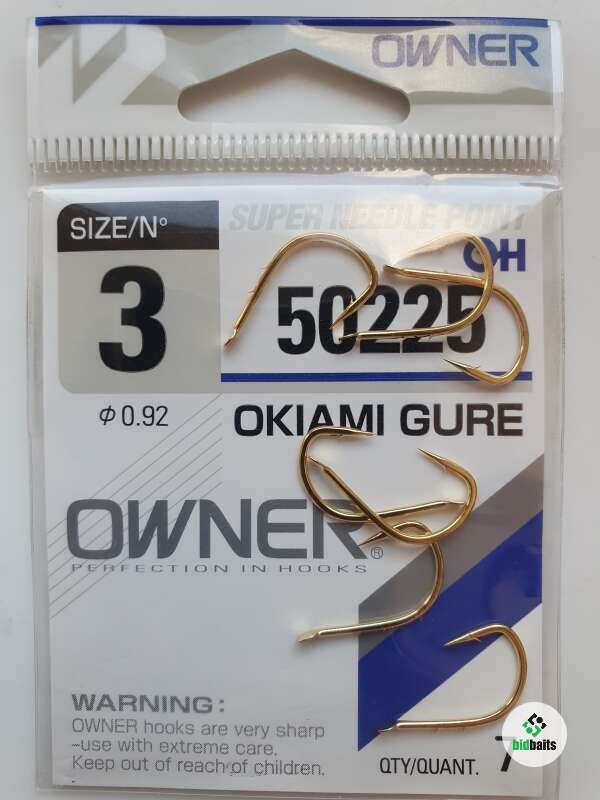 OWNER
SIZE/N°
3
SUPER NEEDLE POINT
OH
50225
φ 0.92
OKIAMI GURE
OWNER®
PERFECTION IN HOOKS
WARNING:
OWNER hooks are very sharp
~use with extreme care.
Keep out of reach of children.
QTY/QUANT. 7
bidbaits